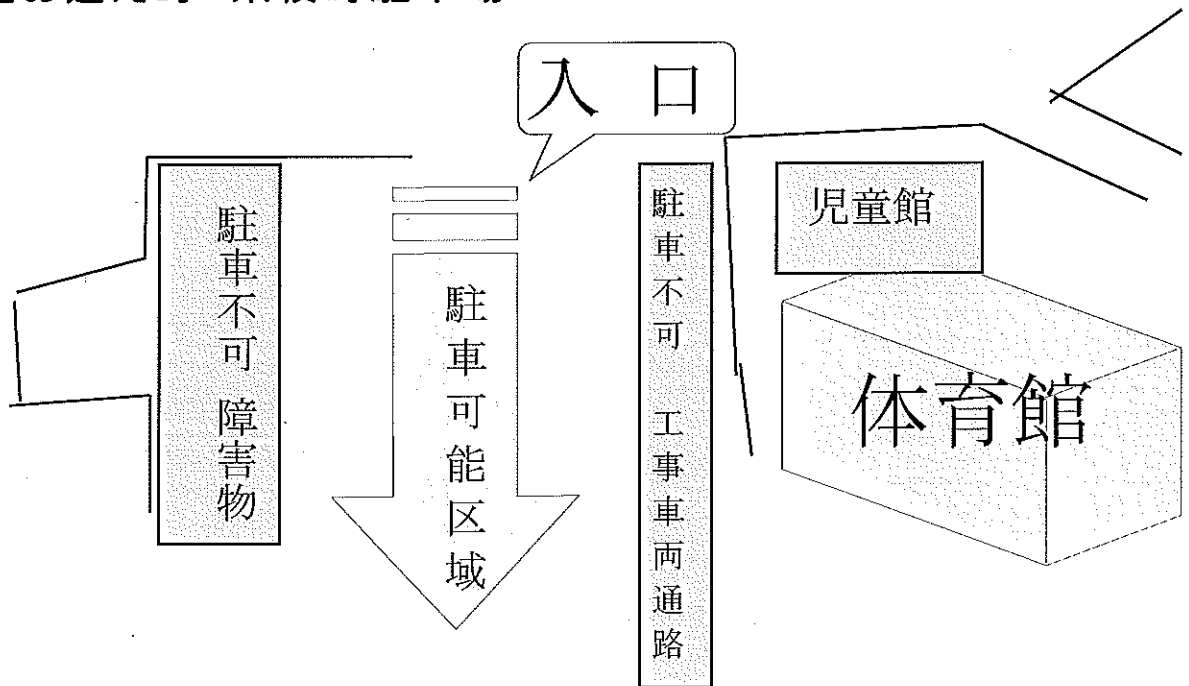 入口
駐車不可 障害物
駐車可能区域
駐車不可 工事車両通路
児童館
体育館